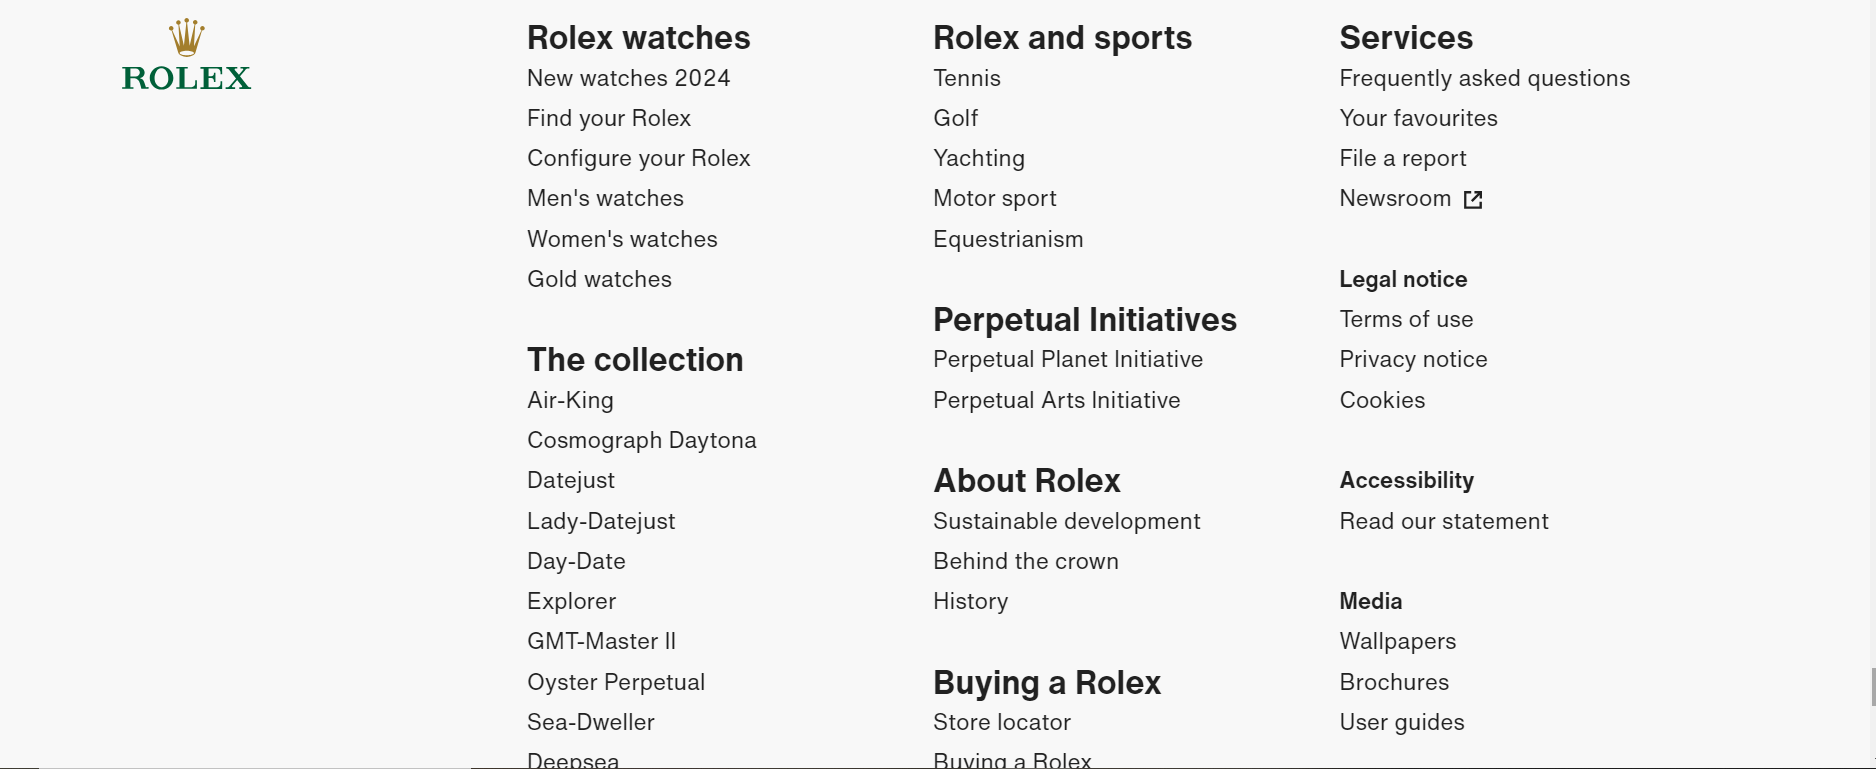 ROLEX
Rolex watches
New watches 2024
Find your Rolex
Configure your Rolex
Men's watches
Women's watches
Gold watches
The collection
Air-King
Cosmograph Daytona
Datejust
Lady-Datejust
Day-Date
Explorer
GMT-Master II
Oyster Perpetual
Sea-Dweller
Deepsea
Rolex and sports
Tennis
Golf
Yachting
Motor sport
Equestrianism
Perpetual Initiatives
Perpetual Planet Initiative
Perpetual Arts Initiative
About Rolex
Sustainable development
Behind the crown
History
Buying a Rolex
Store locator
Buying a Rolex
Services
Frequently asked questions
Your favourites
File a report
Newsroom
Legal notice
Terms of use
Privacy notice
Cookies
Accessibility
Read our statement
Media
Wallpapers
Brochures
User guides